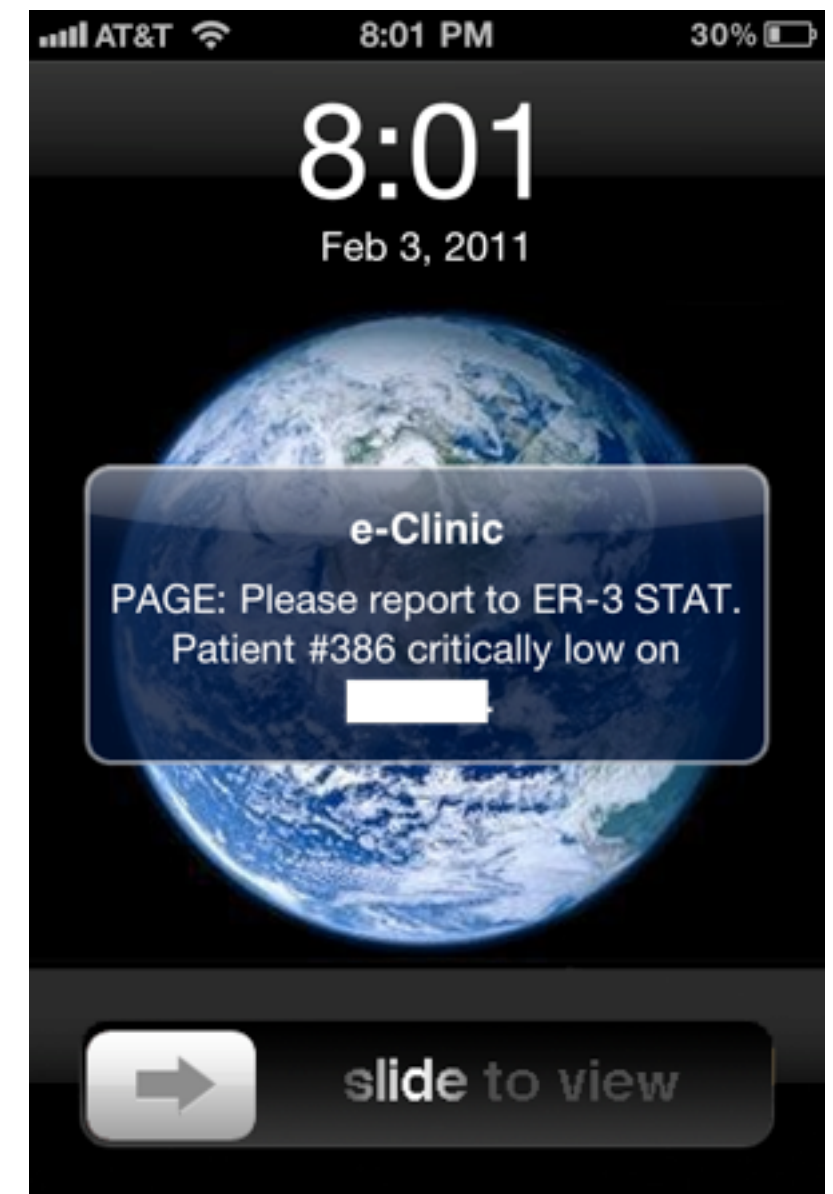 AT&T 8:01 PM 30%
8:01
Feb 3, 2011
e-Clinic
PAGE: Please report to ER-3 STAT.
Patient #386 critically low on
.
slide to view